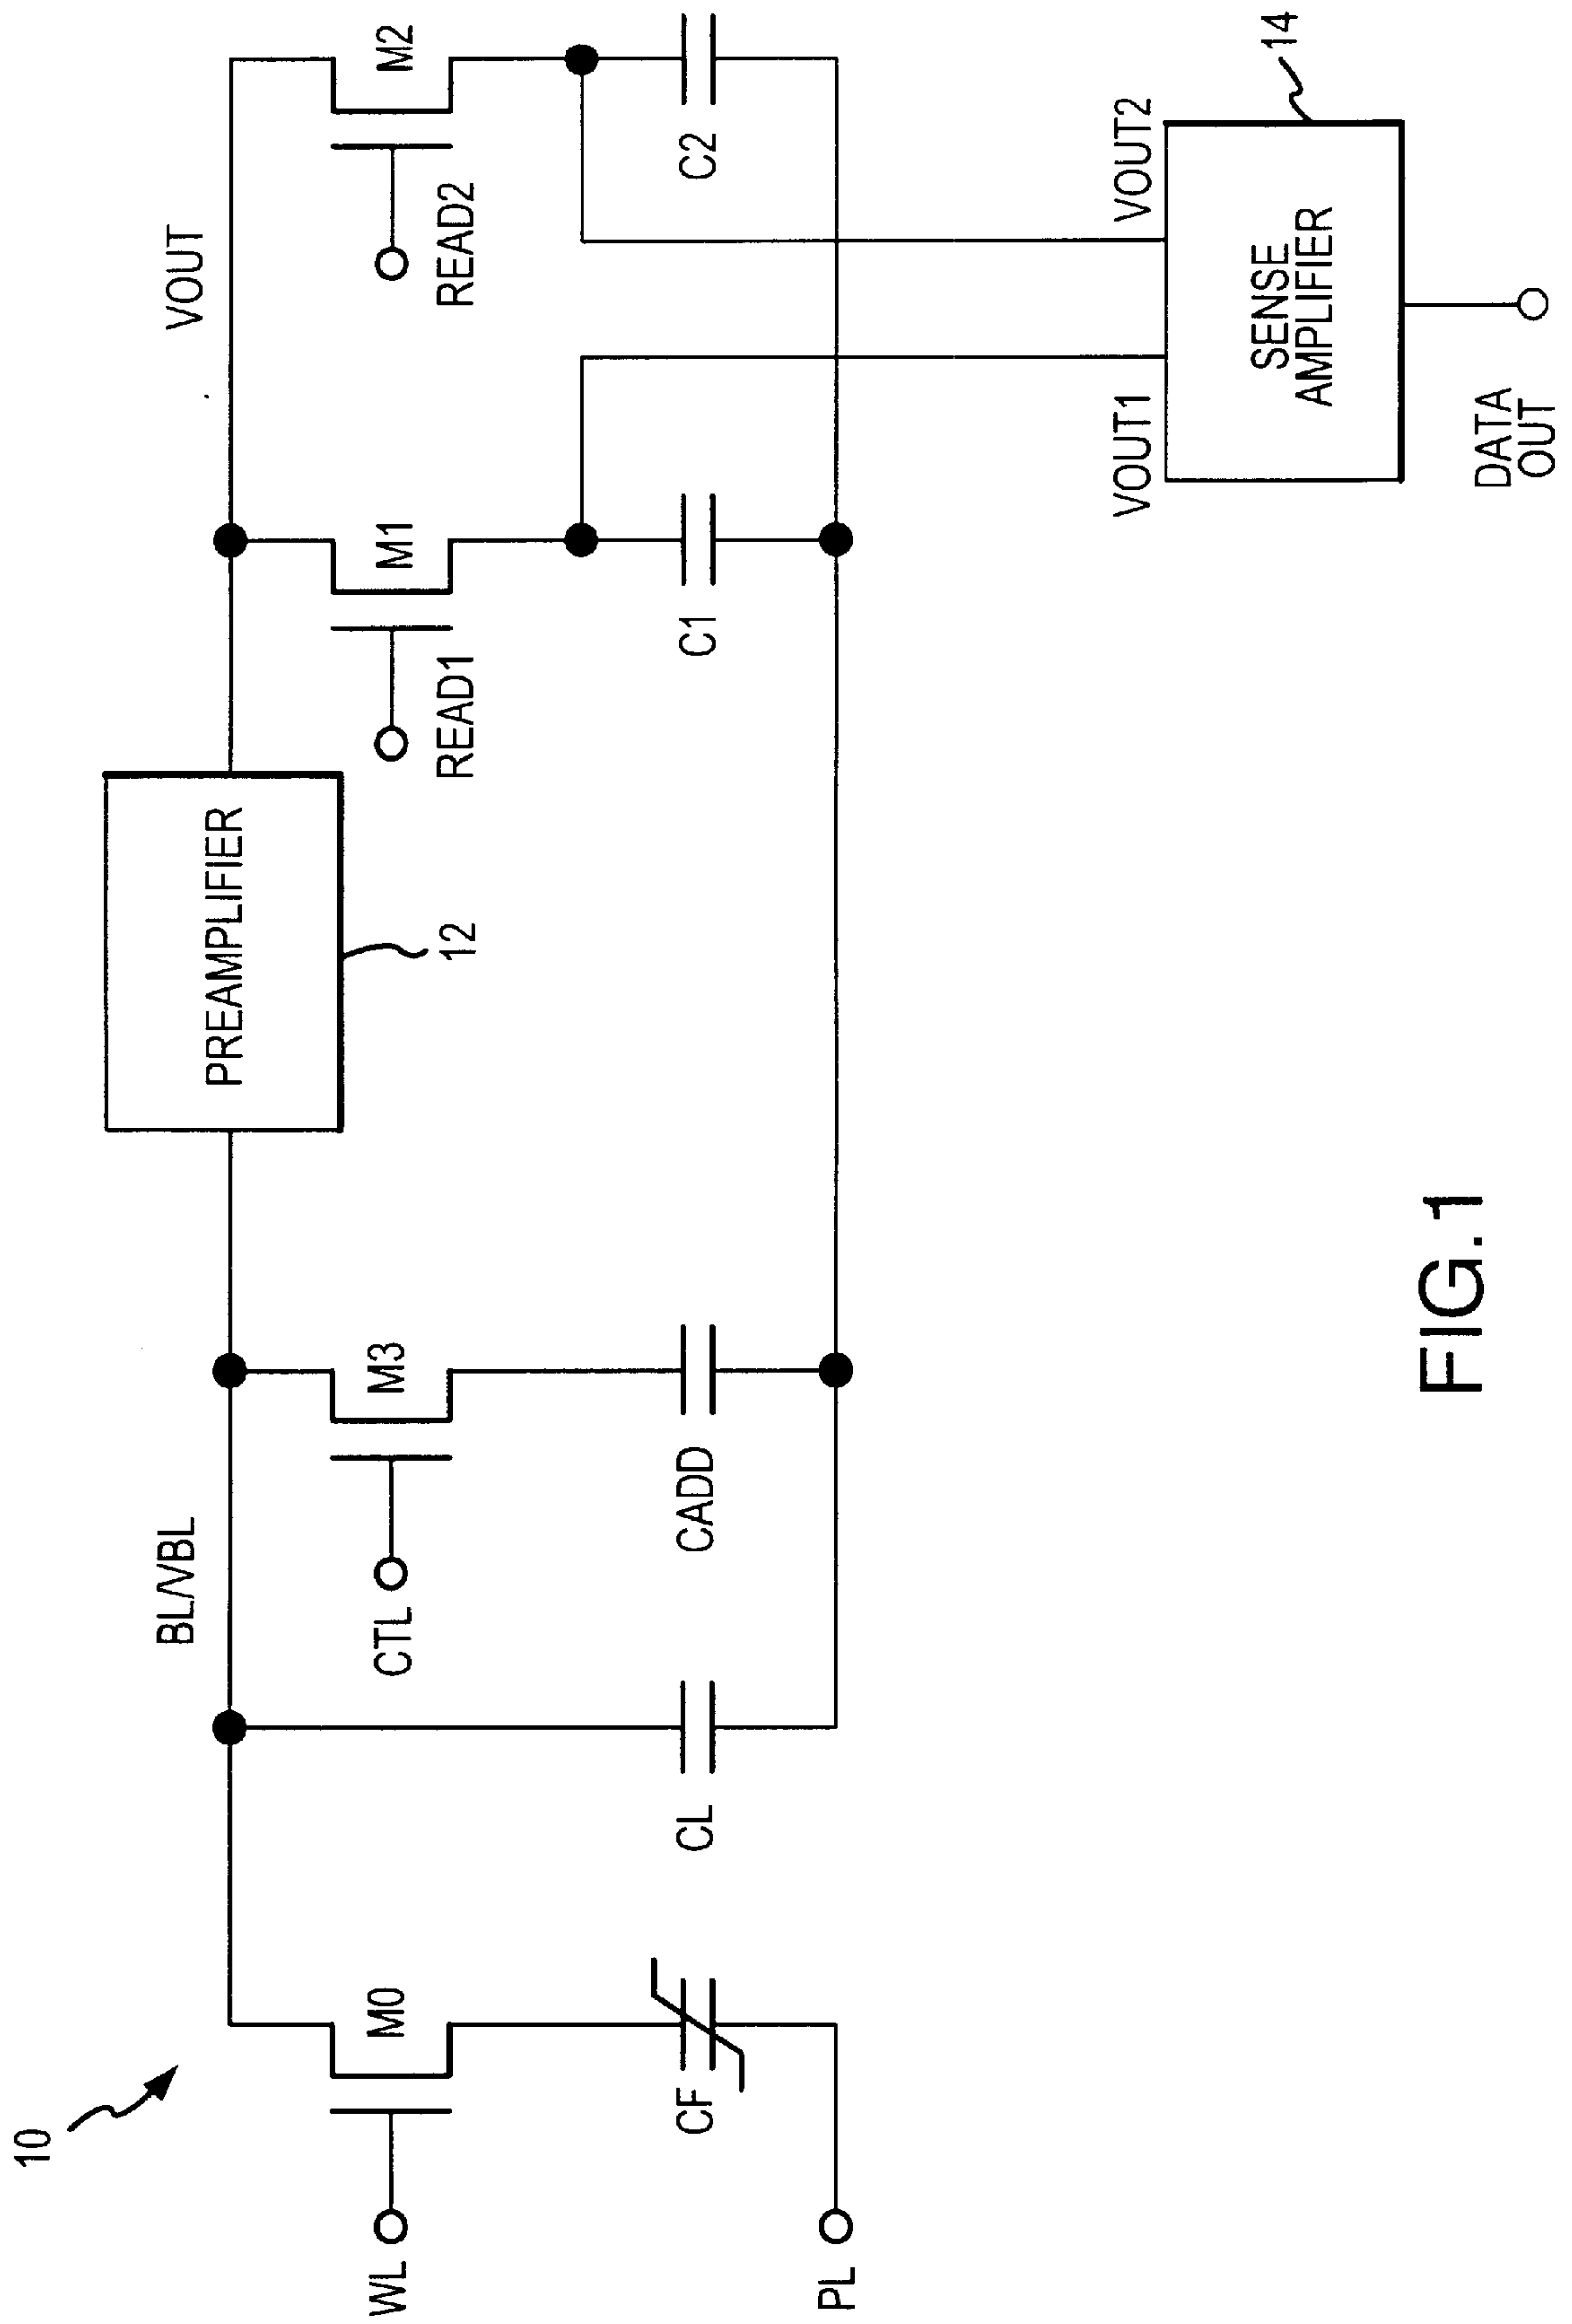 10
BL/VBL
VOUT
PREAMPLIFIER
12
WL
M0
CTL
M3
READ1
M1
READ2
M2
CF
CL
CADD
C1
C2
PL
VOUT1
VOUT2
14
SENSE
AMPLIFIER
DATA
OUT
FIG.1